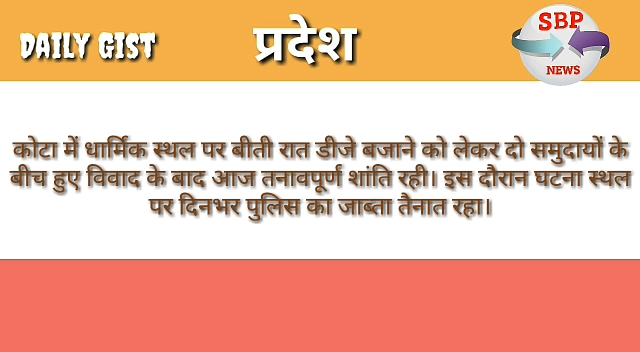 DAILY GIST
प्रदेश
SBP
NEWS
कोटा में धार्मिक स्थल पर बीती रात डीजे बजाने को लेकर दो समुदायों के
बीच हुए विवाद के बाद आज तनावपूर्ण शांति रही। इस दौरान घटना स्थल
पर दिनभर पुलिस का जाब्ता तैनात रहा।